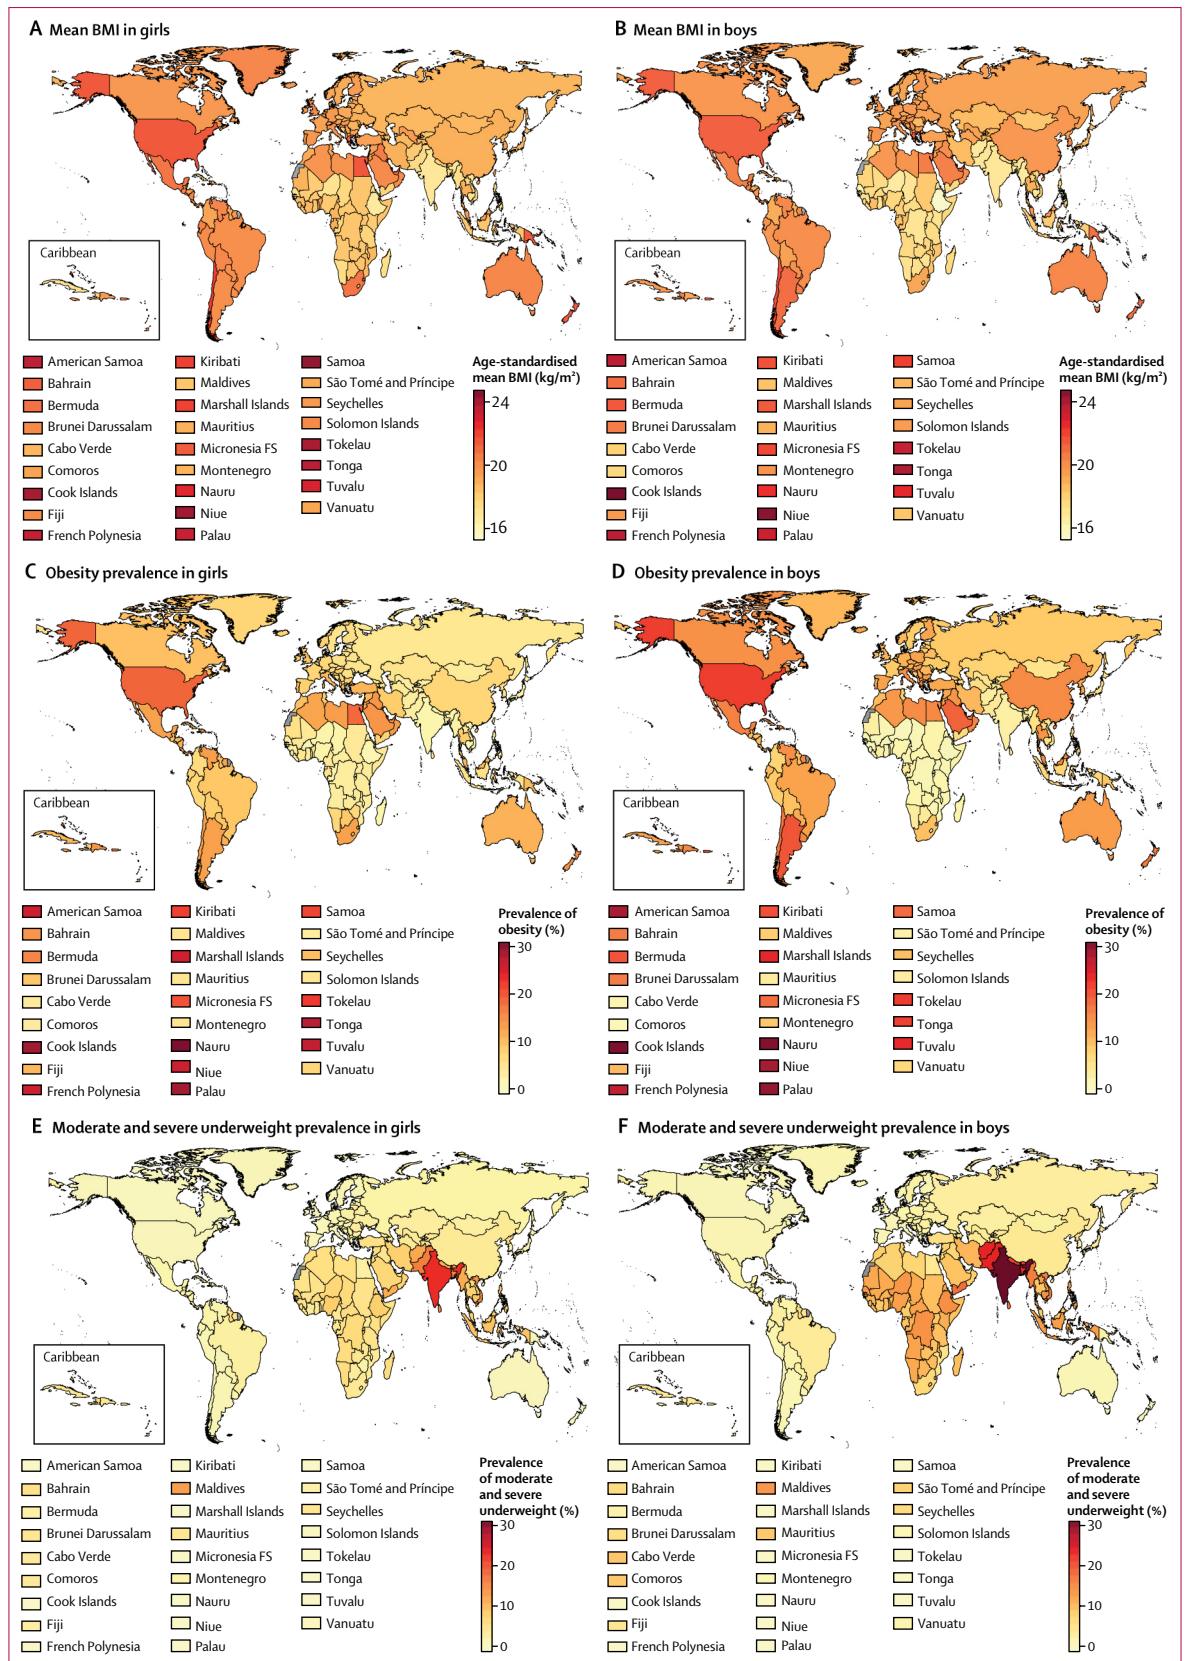 A Mean BMI in girls
Caribbean
American Samoa
Bahrain
Bermuda
Brunei Darussalam
Cabo Verde
Comoros
Cook Islands
Fiji
French Polynesia
Kiribati
Maldives
Marshall Islands
Mauritius
Micronesia FS
Montenegro
Nauru
Niue
Palau
Samoa
São Tomé and Príncipe
Seychelles
Solomon Islands
Tokelau
Tonga
Tuvalu
Vanuatu
Age-standardised
mean BMI (kg/m²)
24
20
16
B Mean BMI in boys
Caribbean
American Samoa
Bahrain
Bermuda
Brunei Darussalam
Cabo Verde
Comoros
Cook Islands
Fiji
French Polynesia
Kiribati
Maldives
Marshall Islands
Mauritius
Micronesia FS
Montenegro
Nauru
Niue
Palau
Samoa
São Tomé and Príncipe
Seychelles
Solomon Islands
Tokelau
Tonga
Tuvalu
Vanuatu
Age-standardised
mean BMI (kg/m²)
24
20
16
C Obesity prevalence in girls
Caribbean
American Samoa
Bahrain
Bermuda
Brunei Darussalam
Cabo Verde
Comoros
Cook Islands
Fiji
French Polynesia
Kiribati
Maldives
Marshall Islands
Mauritius
Micronesia FS
Montenegro
Nauru
Niue
Palau
Samoa
São Tomé and Príncipe
Seychelles
Solomon Islands
Tokelau
Tonga
Tuvalu
Vanuatu
Prevalence of
obesity (%)
30
20
10
0
D Obesity prevalence in boys
Caribbean
American Samoa
Bahrain
Bermuda
Brunei Darussalam
Cabo Verde
Comoros
Cook Islands
Fiji
French Polynesia
Kiribati
Maldives
Marshall Islands
Mauritius
Micronesia FS
Montenegro
Nauru
Niue
Palau
Samoa
São Tomé and Príncipe
Seychelles
Solomon Islands
Tokelau
Tonga
Tuvalu
Vanuatu
Prevalence of
obesity (%)
30
20
10
0
E Moderate and severe underweight prevalence in girls
Caribbean
American Samoa
Bahrain
Bermuda
Brunei Darussalam
Cabo Verde
Comoros
Cook Islands
Fiji
French Polynesia
Kiribati
Maldives
Marshall Islands
Mauritius
Micronesia FS
Montenegro
Nauru
Niue
Palau
Samoa
São Tomé and Príncipe
Seychelles
Solomon Islands
Tokelau
Tonga
Tuvalu
Vanuatu
Prevalence
of moderate
and severe
underweight (%)
30
20
10
0
F Moderate and severe underweight prevalence in boys
Caribbean
American Samoa
Bahrain
Bermuda
Brunei Darussalam
Cabo Verde
Comoros
Cook Islands
Fiji
French Polynesia
Kiribati
Maldives
Marshall Islands
Mauritius
Micronesia FS
Montenegro
Nauru
Niue
Palau
Samoa
São Tomé and Príncipe
Seychelles
Solomon Islands
Tokelau
Tonga
Tuvalu
Vanuatu
Prevalence
of moderate
and severe
underweight (%)
30
20
10
0